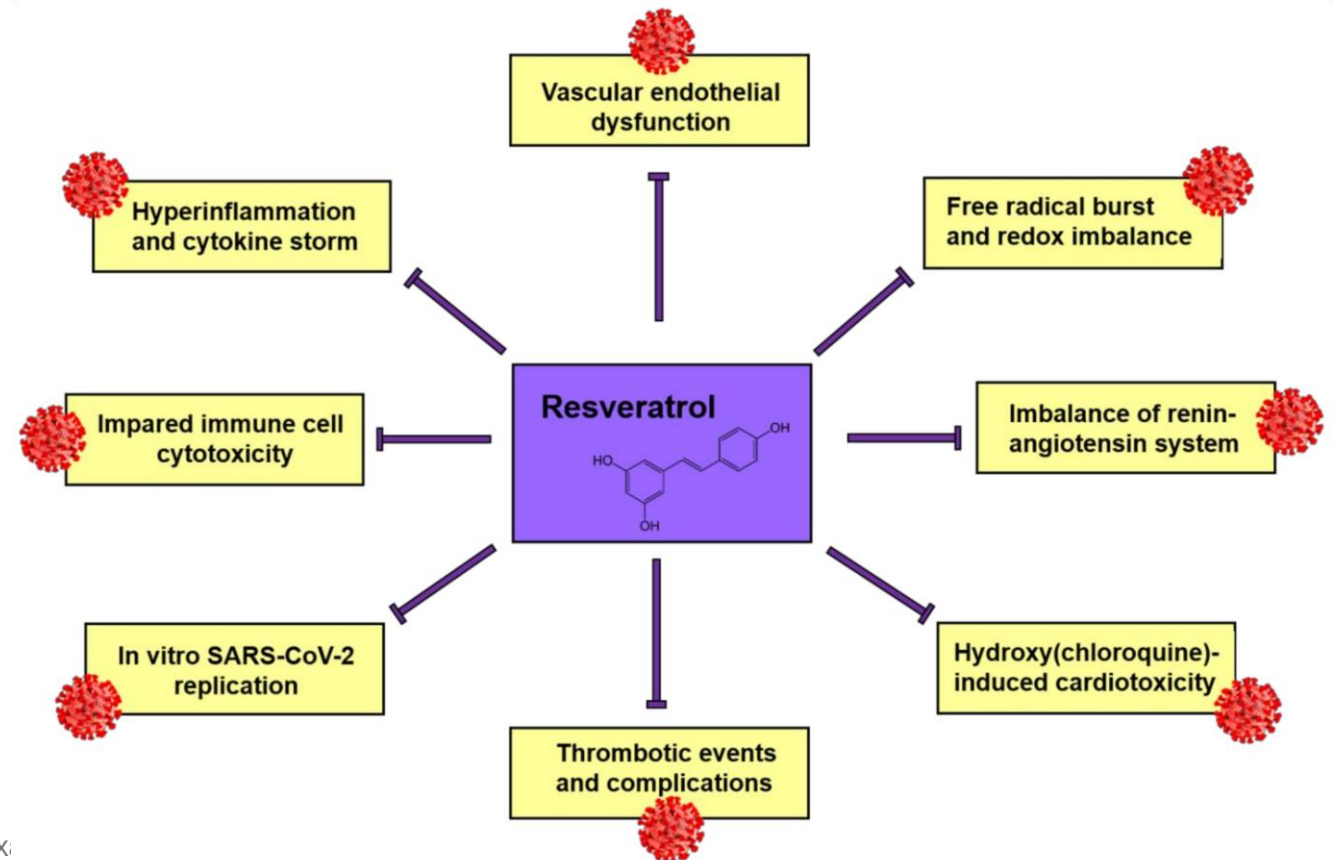 Vascular endothelial
dysfunction
Hyperinflammation
and cytokine storm
Free radical burst
and redox imbalance
Impared immune cell
cytotoxicity
Resveratrol
OH
HO
OH
Imbalance of renin-
angiotensin system
In vitro SARS-CoV-2
replication
Hydroxy(chloroquine)-
induced cardiotoxicity
Thrombotic events
and complications